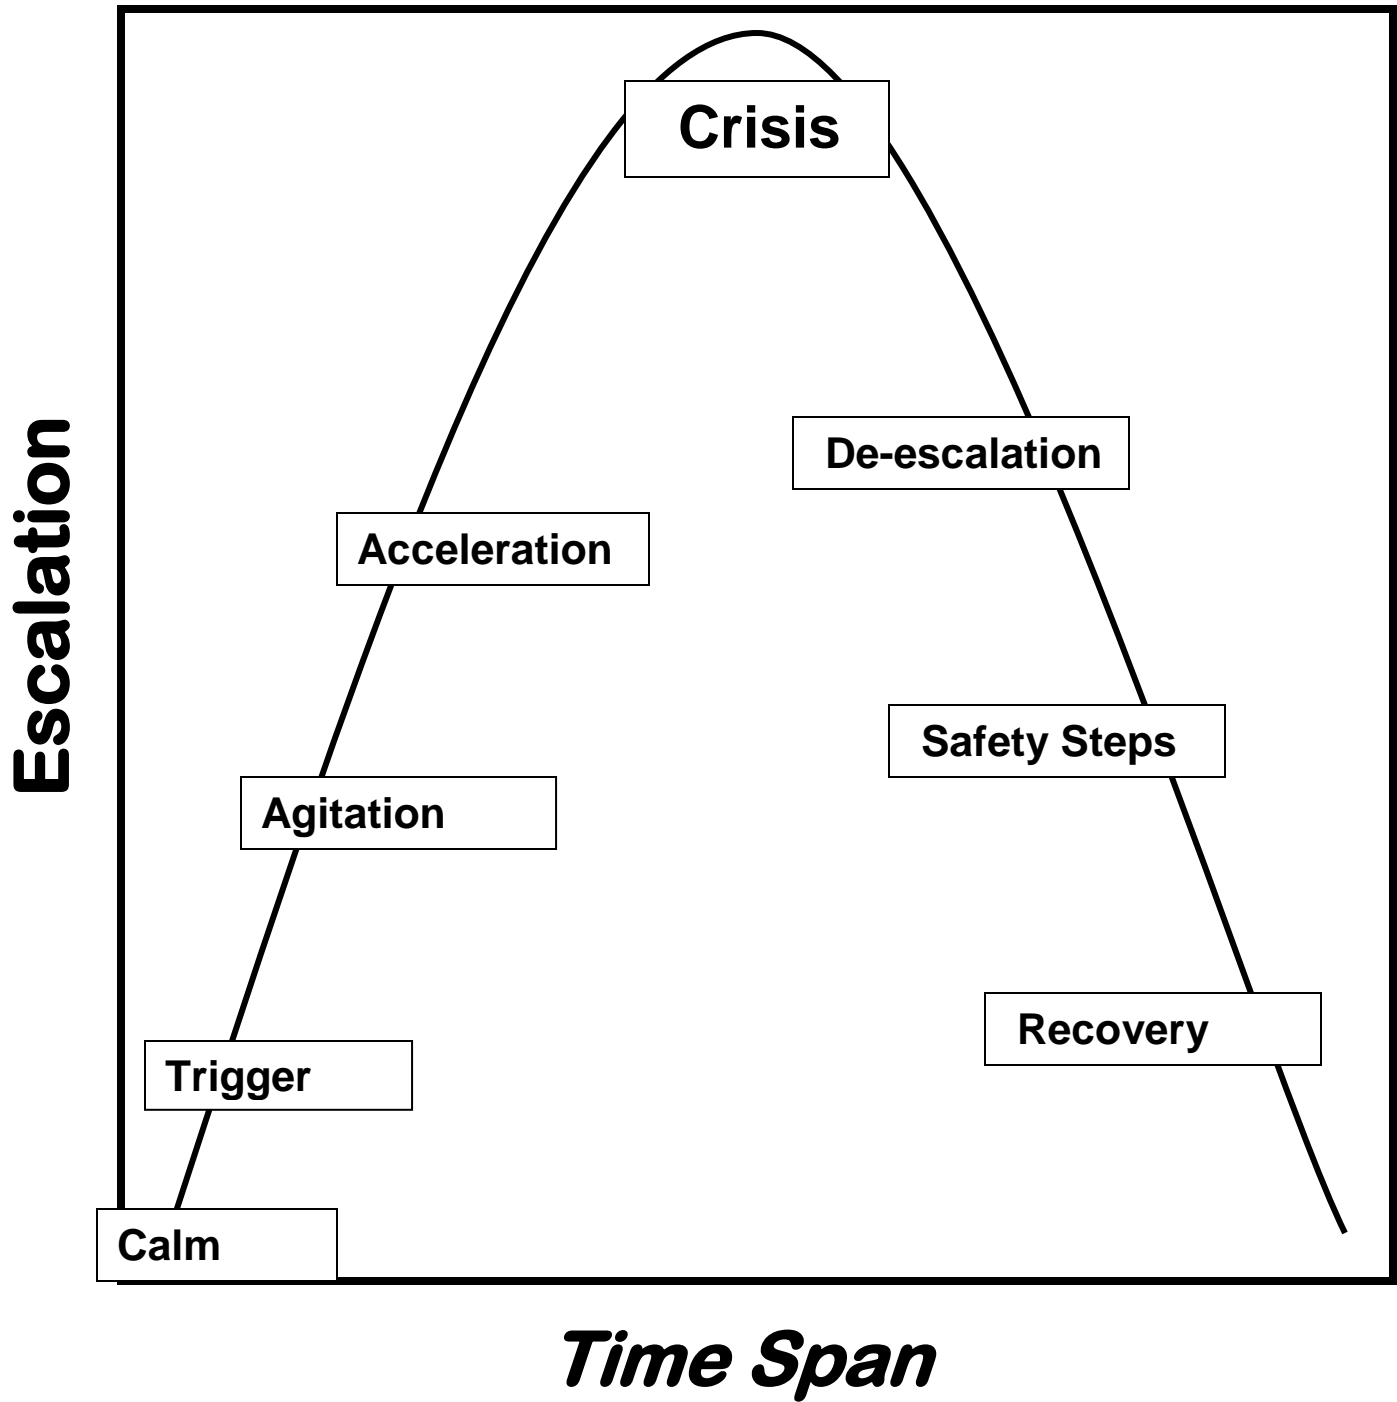 Crisis
De-escalation
Acceleration
Safety Steps
Agitation
Recovery
Trigger
Calm
Escalation
Time Span